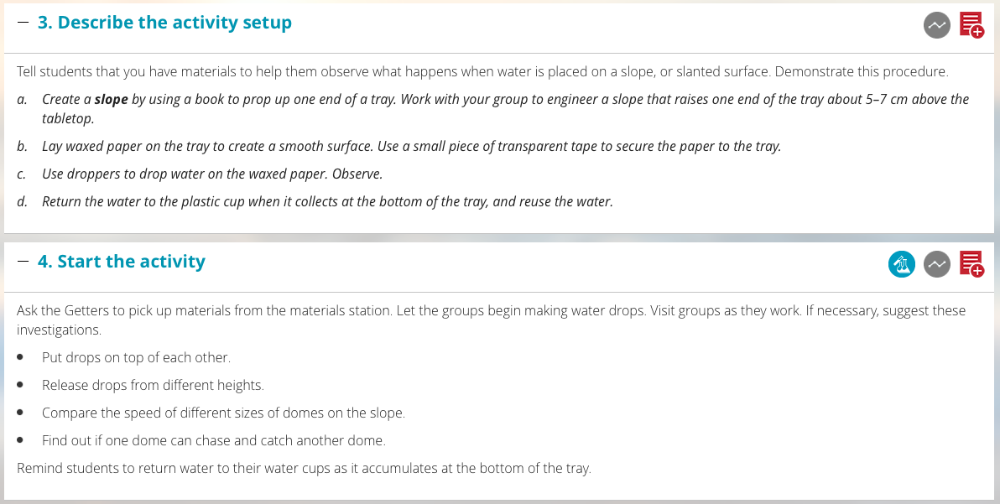 — 3. Describe the activity setup
Tell students that you have materials to help them observe what happens when water is placed on a slope, or slanted surface. Demonstrate this procedure.
a. Create a slope by using a book to prop up one end of a tray. Work with your group to engineer a slope that raises one end of the tray about 5–7 cm above the
tabletop.
b. Lay waxed paper on the tray to create a smooth surface. Use a small piece of transparent tape to secure the paper to the tray.
c. Use droppers to drop water on the waxed paper. Observe.
d. Return the water to the plastic cup when it collects at the bottom of the tray, and reuse the water.
— 4. Start the activity
Ask the Getters to pick up materials from the materials station. Let the groups begin making water drops. Visit groups as they work. If necessary, suggest these
investigations.
• Put drops on top of each other.
• Release drops from different heights.
• Compare the speed of different sizes of domes on the slope.
• Find out if one dome can chase and catch another dome.
Remind students to return water to their water cups as it accumulates at the bottom of the tray.